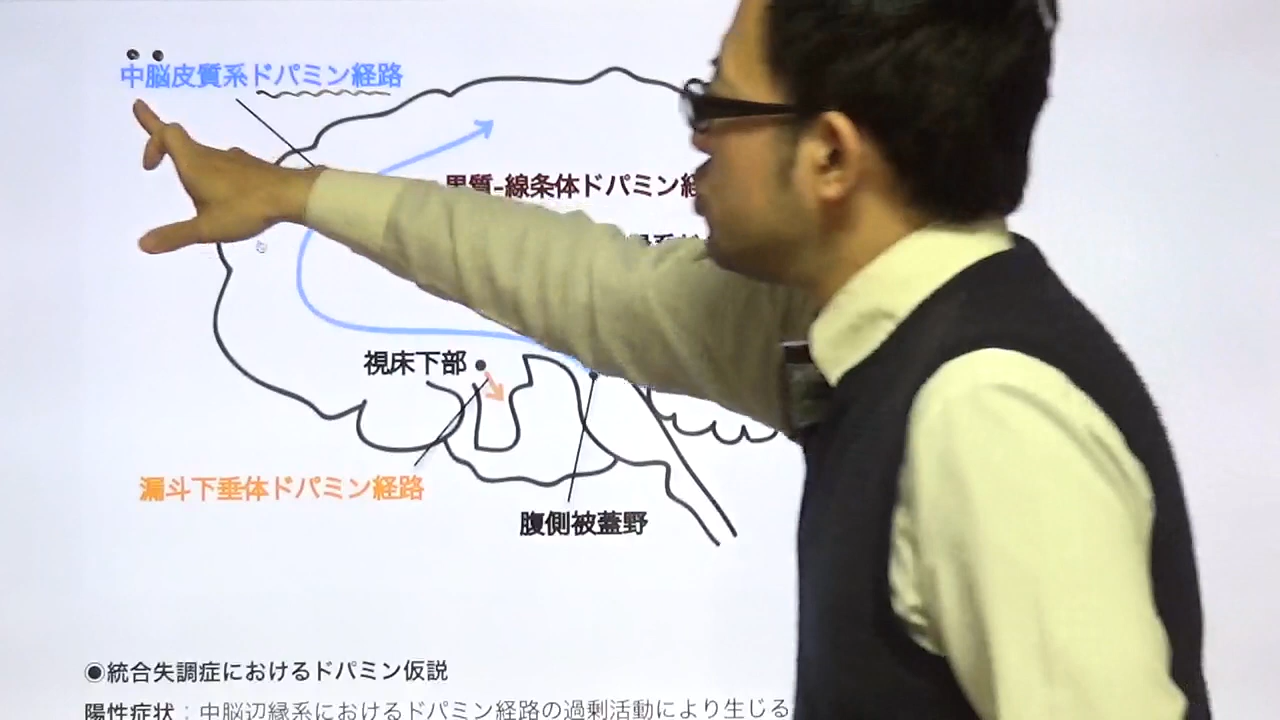 中脳皮質系ドパミン経路
黒質-線条体ドパミン経
視床下部
漏斗下垂体ドパミン経路
腹側被蓋野
◉統合失調症におけるドパミン仮説
陽性症状：中脳辺縁系におけるドパミン経路の過剰活動により生じる